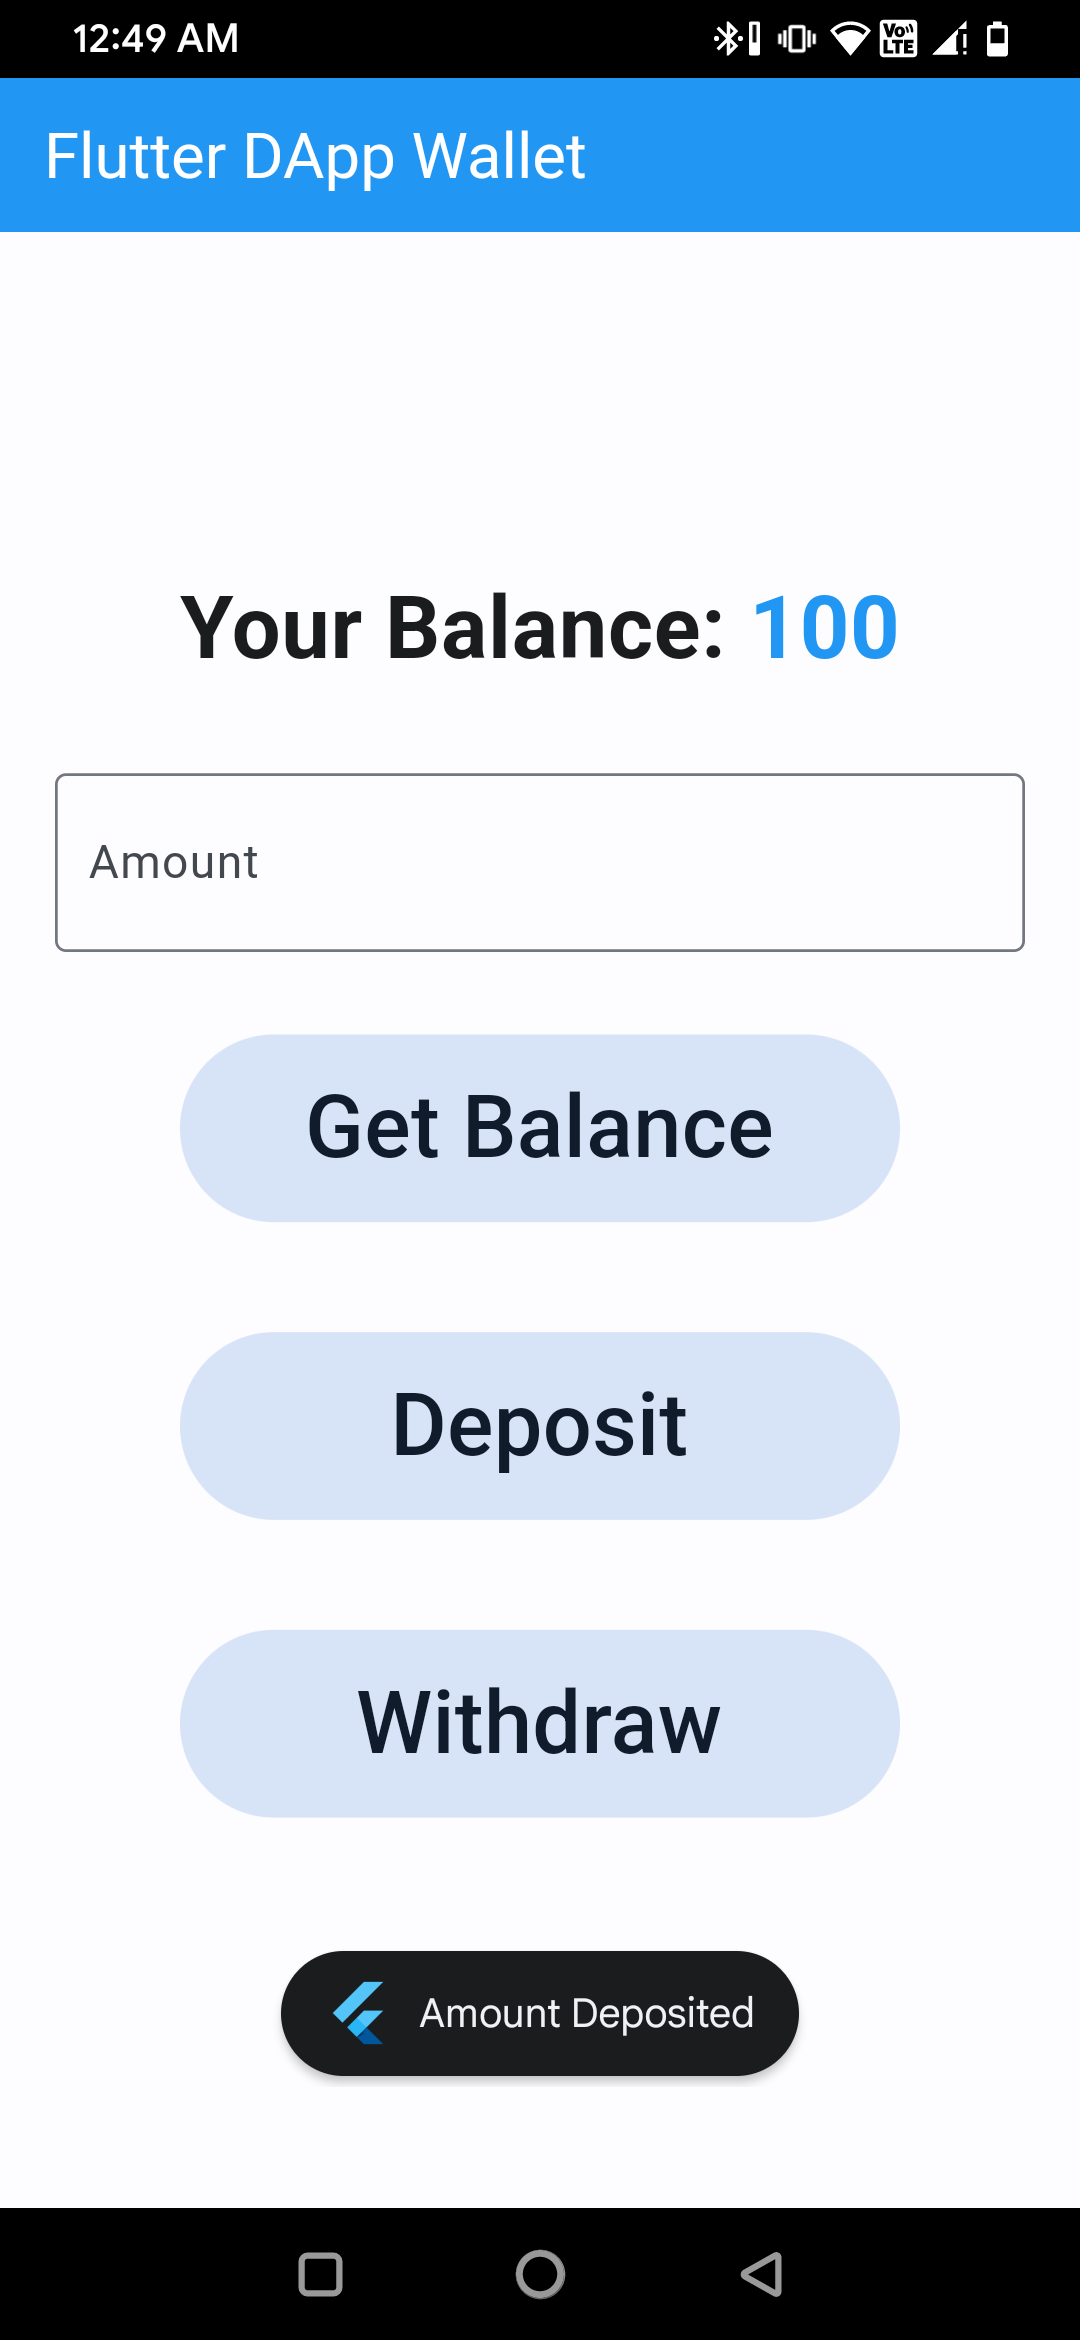 12:49 AM
Vo LTE
Flutter DApp Wallet
Your Balance: 100
Amount
Get Balance
Deposit
Withdraw
Amount Deposited